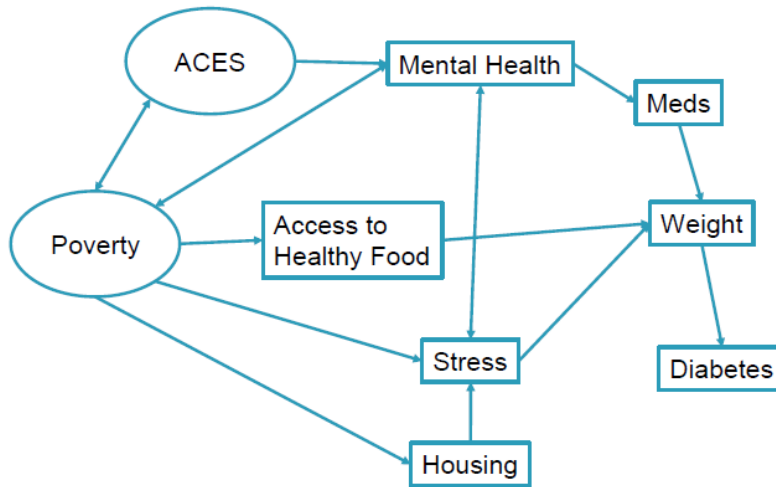 ACES
Mental Health
Meds
Poverty
Access to
Healthy Food
Weight
Stress
Diabetes
Housing